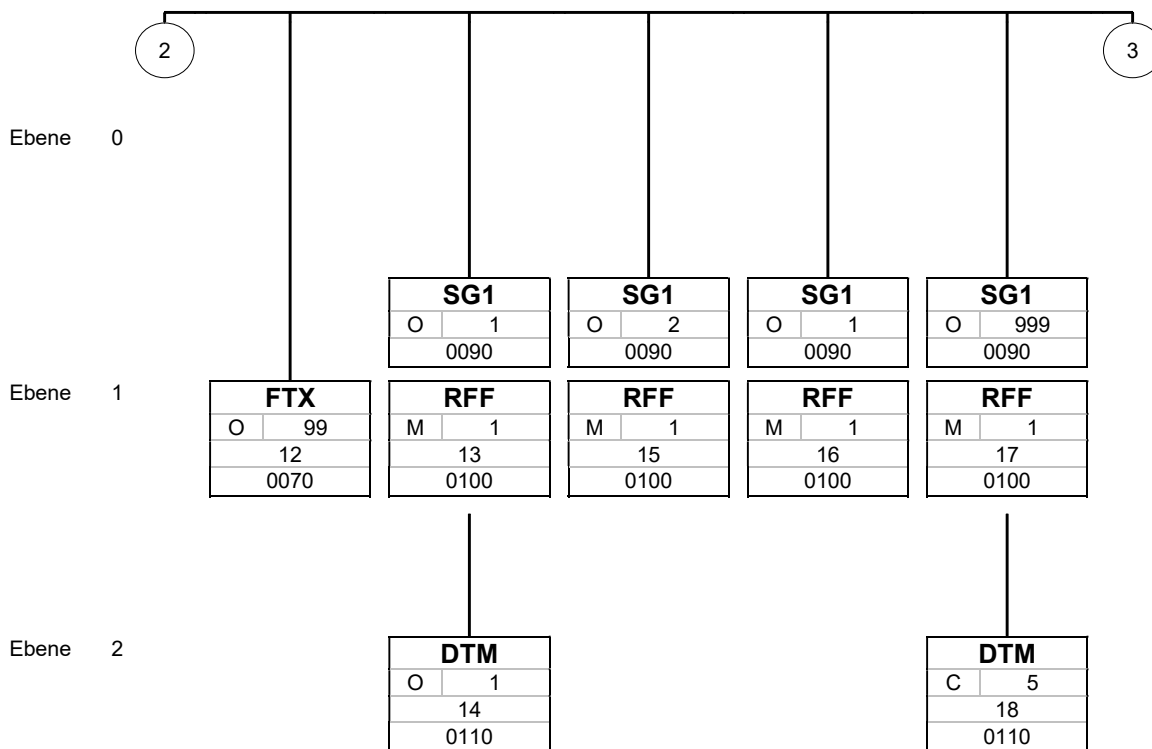 2 3
Ebene 0
SG1 SG1 SG1 SG1
O 1 O 2 O 1 O 999
0090 0090 0090 0090
Ebene 1 FTX RFF RFF RFF RFF
O 99 M 1 M 1 M 1 M 1
12 13 15 16 17
0070 0100 0100 0100 0100
Ebene 2 DTM DTM
O 1 C 5
14 18
0110 0110